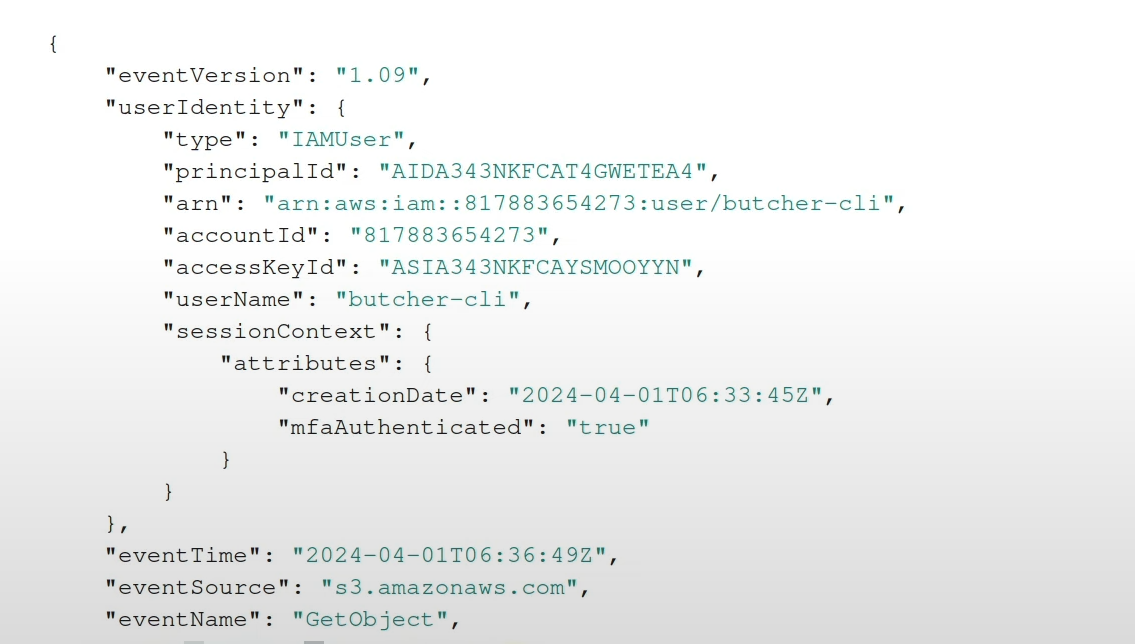 {
"eventVersion": "1.09",
"userIdentity": {
"type": "IAMUser",
"principalId": "AIDA343NKFCAT4GWETEA4",
"arn": "arn:aws:iam::817883654273:user/butcher-cli",
"accountId": "817883654273",
"accessKeyId": "ASIA343NKFCAYSMOOYYN",
"userName": "butcher-cli",
"sessionContext": {
"attributes": {
"creationDate": "2024-04-01T06:33:45Z",
"mfaAuthenticated": "true"
}
}
},
"eventTime": "2024-04-01T06:36:49Z",
"eventSource": "s3.amazonaws.com",
"eventName": "GetObject",